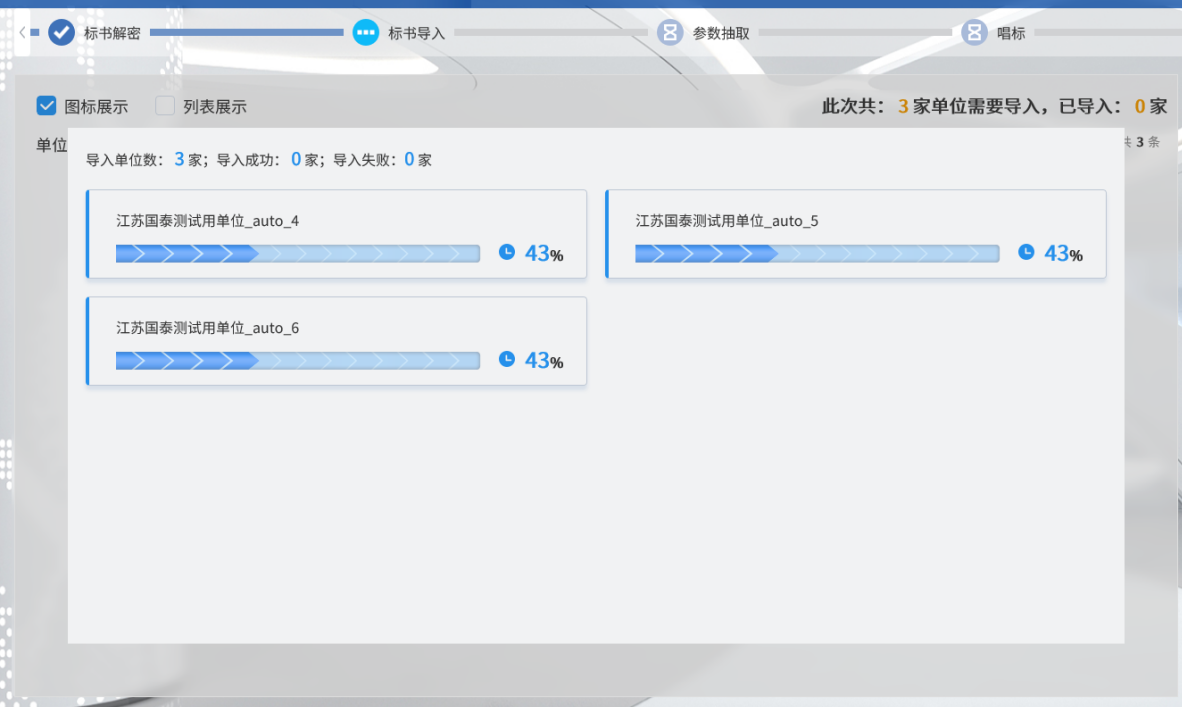 标书解密 标书导入 参数抽取 唱标
图标展示 列表展示 此次共： 3 家单位需要导入，已导入： 0 家
单位
3 条
导入单位数： 3 家；导入成功： 0 家；导入失败：0 家
江苏国泰测试用单位_auto_4 江苏国泰测试用单位_auto_5
43% 43%
江苏国泰测试用单位_auto_6
43%